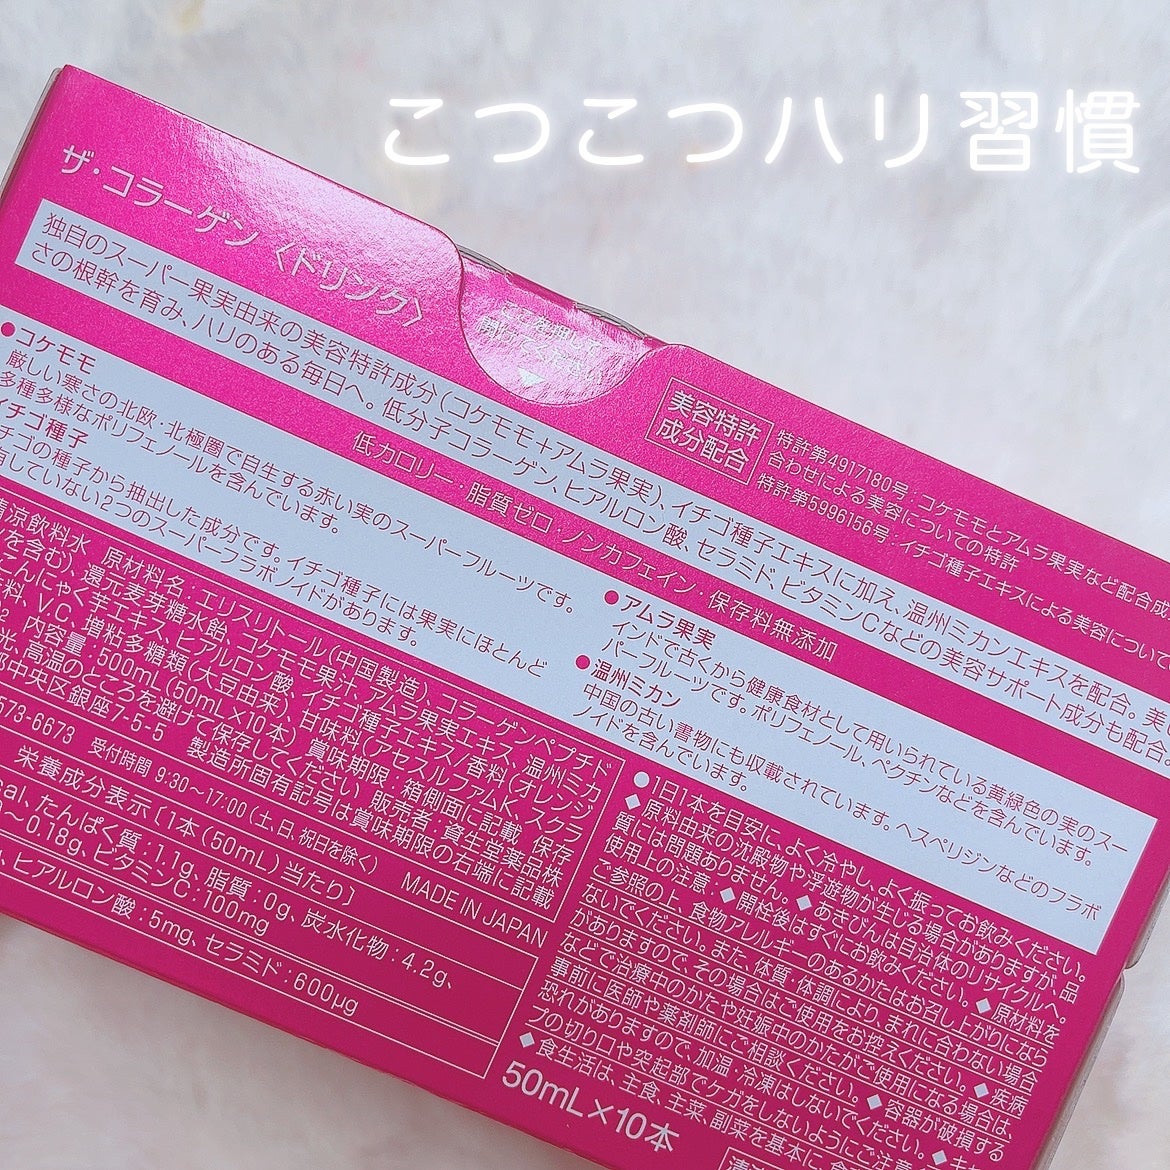 こつこつハリ習慣
ザ・コラーゲン〈ドリンク〉
独自のスーパー果実由来の美容特許成分(コケモモ+アムラ果実)、イチゴ種子エキスに加え、温州ミカンエキスを配合。美し
さの根幹を育み、ハリのある毎日へ。低分子コラーゲン、ヒアルロン酸、セラミド、ビタミンCなどの美容サポート成分も配合。
美容特許
成分配合
特許第4917180号:コケモモとアムラ果実など配合成
合わせによる美容についての特許
特許第5996156号:イチゴ種子エキスによる美容につい
低カロリー・脂質ゼロ・ノンカフェイン・保存料無添加
●コケモモ
厳しい寒さの北欧・北極圏で自生する赤い実のスーパーフルーツです。
多種多様なポリフェノールを含んでいます。
イチゴ種子
チゴの種子から抽出した成分です。イチゴ種子には果実にほとんど
有していない2つのスーパーフラボノイドがあります。
●アムラ果実
インドで古くから健康食材として用いられている黄緑色の実のスー
パーフルーツです。ポリフェノール、ペクチンなどを含んでいます。
●温州ミカン
中国の古い書物にも収載されています。ヘスペリジンなどのフラボ
ノイドを含んでいます。
清涼飲料水 原材料名:エリスリトール(中国製造)、コラーゲンペプチド
を含む)、還元麦芽糖水飴、コケモモ果汁、アムラ果実エキス、温州ミカ
こんにゃく芋エキス、ヒアルロン酸、イチゴ種子エキス/香料(オレンジ
味料、V.C、増粘多糖類(大豆由来)、甘味料(アセスルファムK、スクラ
内容量:500mL(50mL×10本) 賞味期限:箱側面に記載 保存
光、高温のところを避けて保存してください 販売者:資生堂薬品株
都中央区銀座7-5-5 製造所固有記号は賞味期限の右端に記載
573-6673 受付時間 9:30~17:00(土、日、祝日を除く) MADE IN JAPAN
栄養成分表示〔1本(50mL)当たり〕
cal、たんぱく質:1.1g、脂質:0g、炭水化物:4.2g、
~0.18g、ビタミンC:100mg
ヒアルロン酸:5mg、セラミド:600μg
●1日1本を目安に、よく冷やし、よく振ってお飲みください。
◆原料由来の沈殿物や浮遊物が生じる場合がありますが、品
質には問題ありません。◆あきびんは自治体のリサイクルへ。
使用上の注意:◆開栓後はすぐにお飲みください。◆原材料を
ご参照の上、食物アレルギーのあるかたはお召し上がりになら
ないでください。また、体質・体調により、まれに合わない場合
がありますので、その場合はご使用をお控えください。◆疾病
などで治療中のかたや妊娠中のかたがご使用になる場合は、
事前に医師や薬剤師にご相談ください。◆容器が破損する
恐れがありますので、加温・冷凍はしないでください。
プの切り口や突起部でケガをしないようにご注
◆食生活は、主食、主菜、副菜を基本に、
50mL×10本